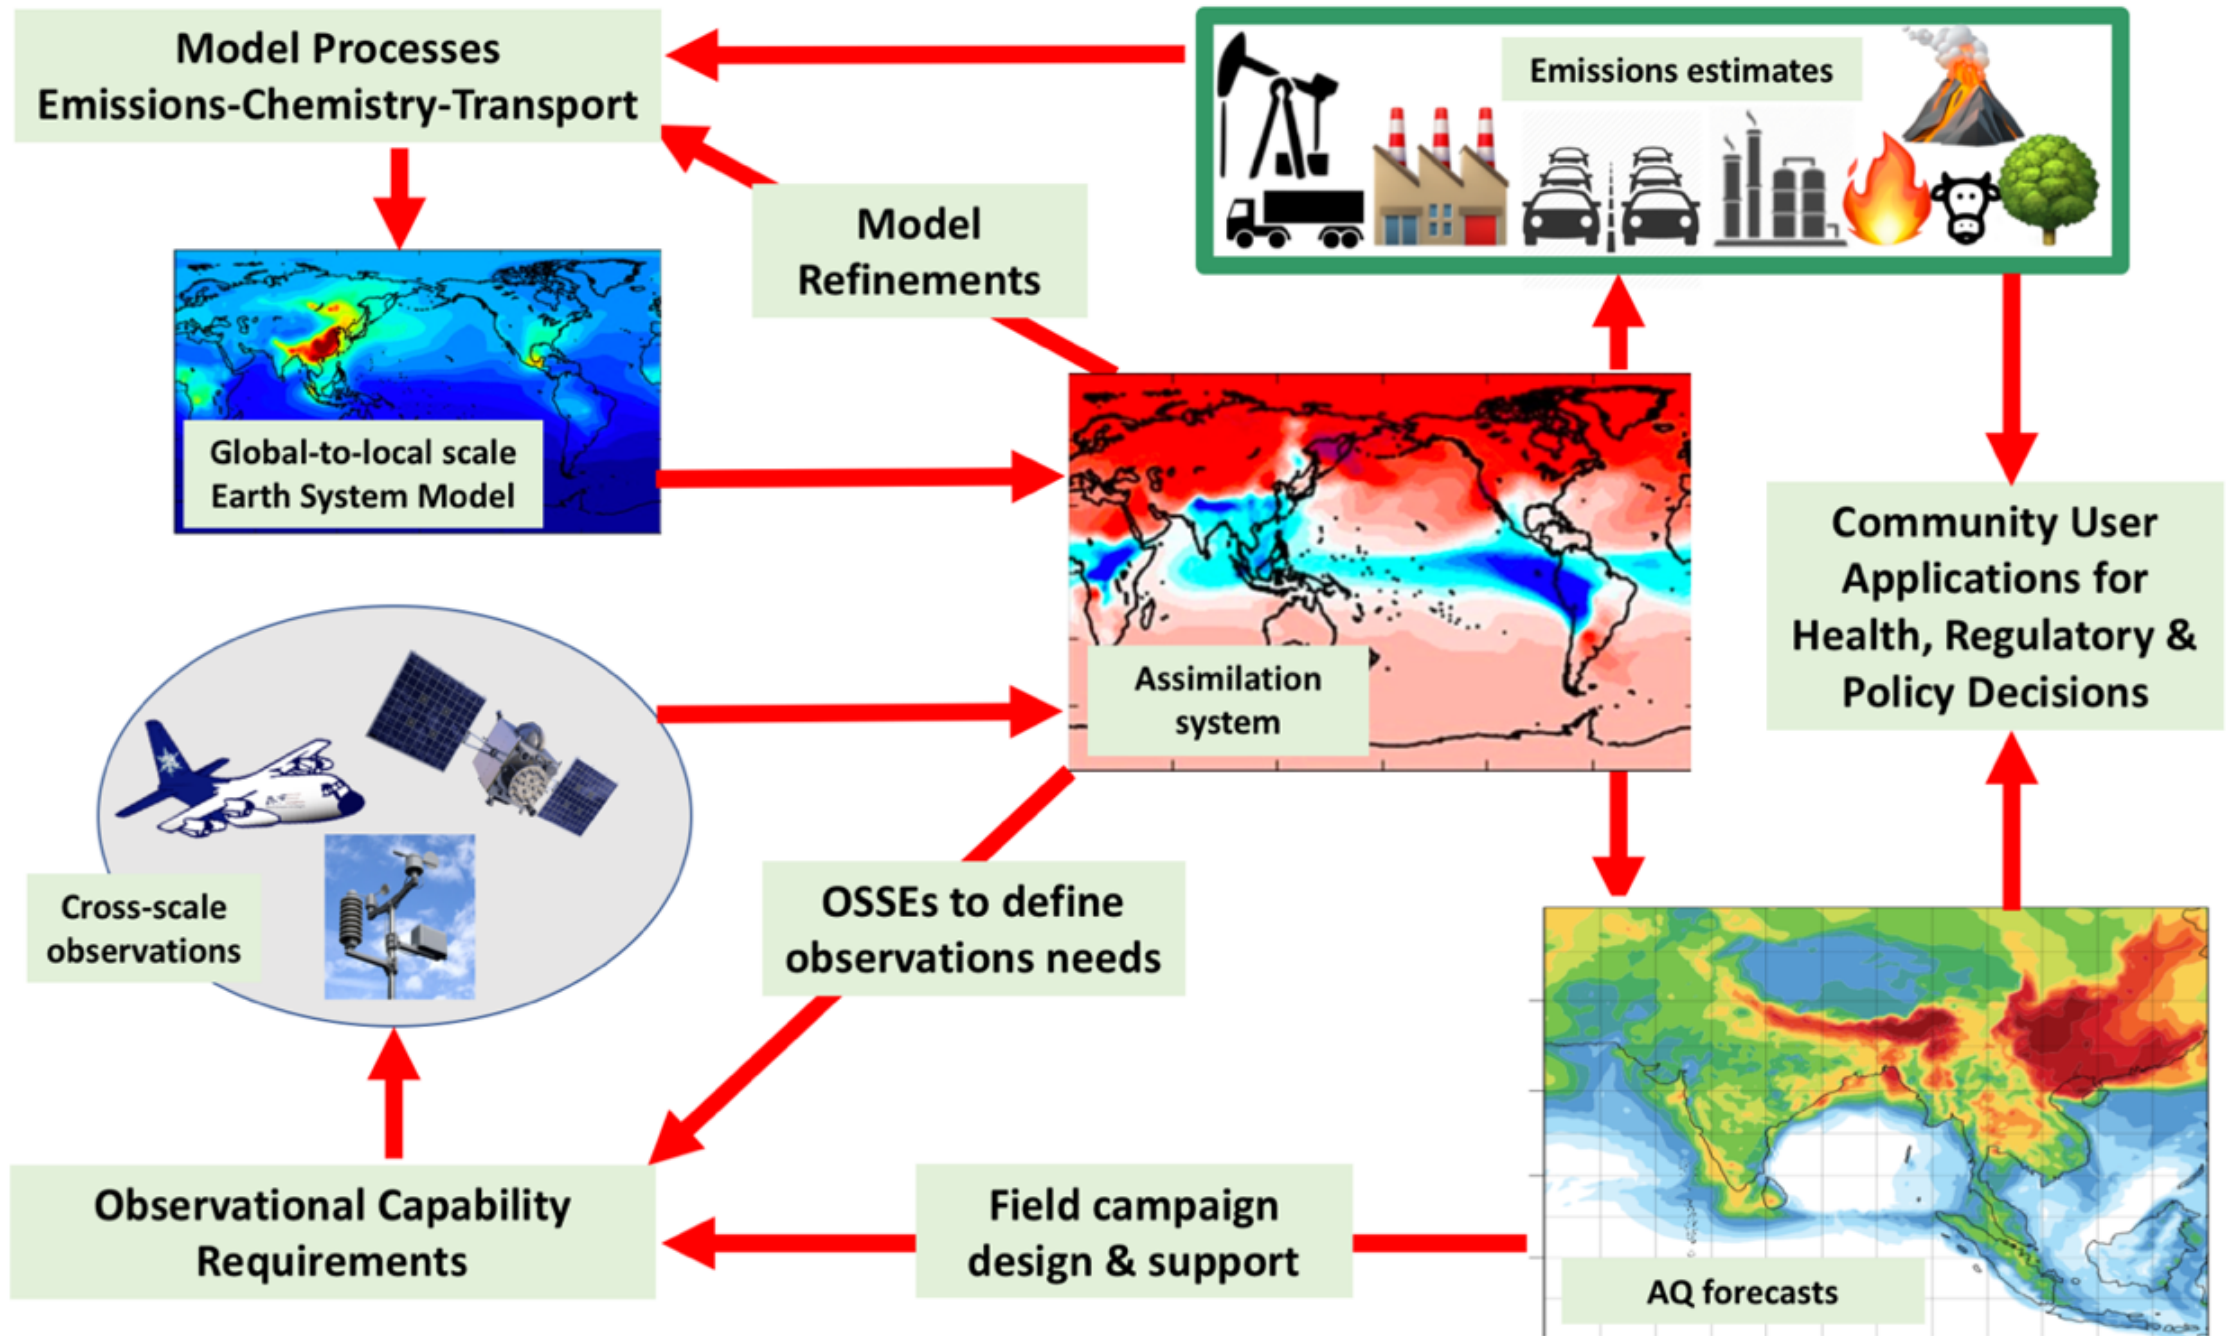 Model Processes
Emissions-Chemistry-Transport
Emissions estimates
Model
Refinements
Global-to-local scale
Earth System Model
Assimilation
system
Community User
Applications for
Health, Regulatory &
Policy Decisions
Cross-scale
observations
OSSEs to define
observations needs
Observational Capability
Requirements
Field campaign
design & support
AQ forecasts